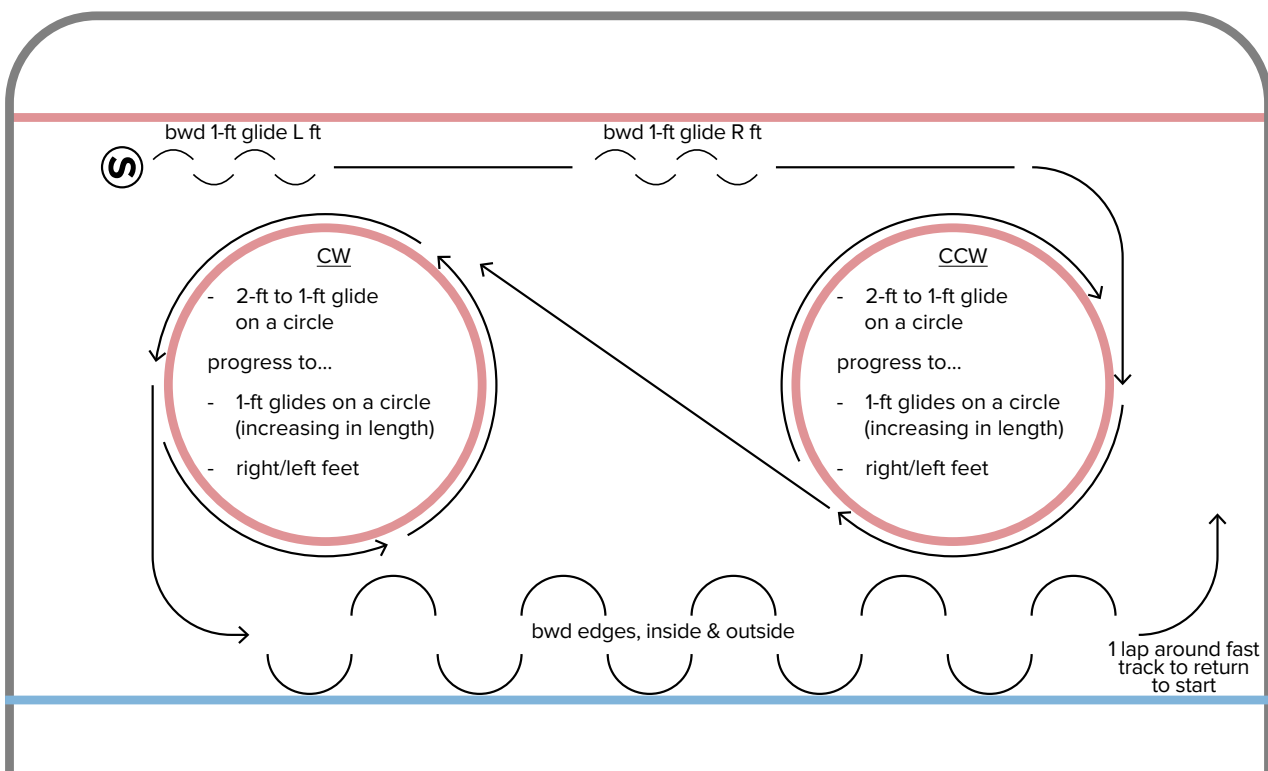 bwd 1-ft glide L ft
bwd 1-ft glide R ft
S
CW
- 2-ft to 1-ft glide
on a circle
progress to...
- 1-ft glides on a circle
(increasing in length)
- right/left feet
CCW
- 2-ft to 1-ft glide
on a circle
progress to...
- 1-ft glides on a circle
(increasing in length)
- right/left feet
bwd edges, inside & outside
1 lap around fast
track to return
to start